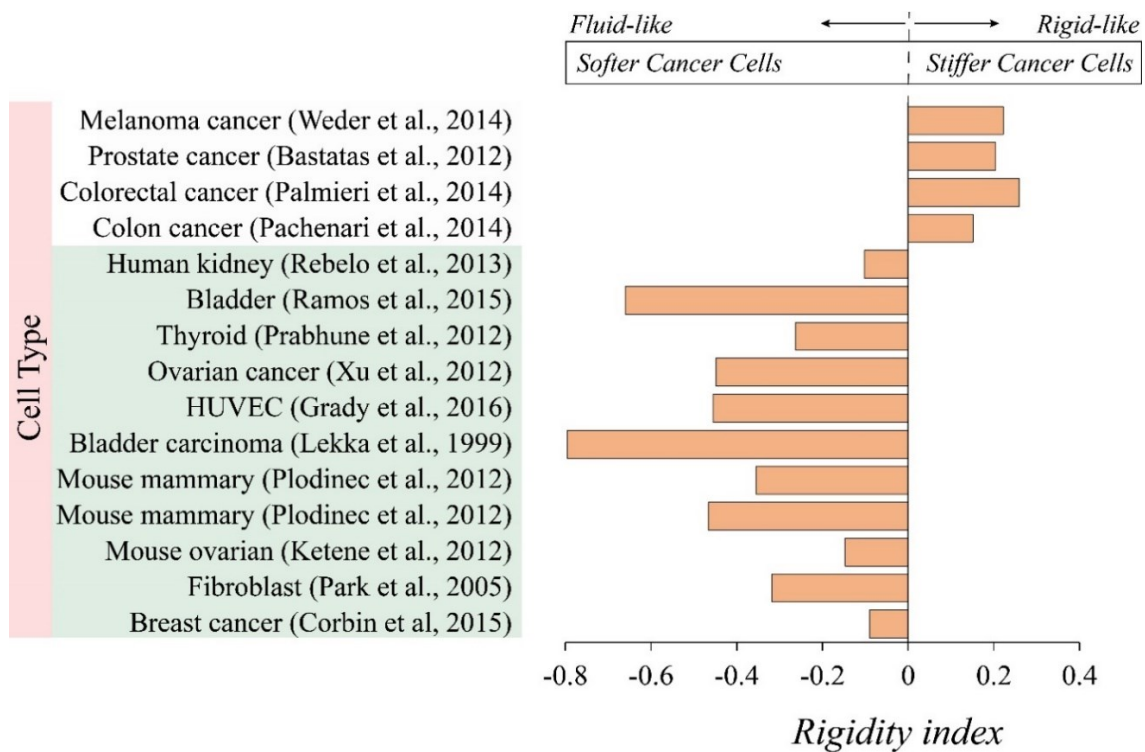 Fluid-like Rigid-like
Softer Cancer Cells Stiffer Cancer Cells
Cell Type
Melanoma cancer (Weder et al., 2014)
Prostate cancer (Bastatas et al., 2012)
Colorectal cancer (Palmieri et al., 2014)
Colon cancer (Pachenari et al., 2014)
Human kidney (Rebelo et al., 2013)
Bladder (Ramos et al., 2015)
Thyroid (Prabhune et al., 2012)
Ovarian cancer (Xu et al., 2012)
HUVEC (Grady et al., 2016)
Bladder carcinoma (Lekka et al., 1999)
Mouse mammary (Plodinec et al., 2012)
Mouse mammary (Plodinec et al., 2012)
Mouse ovarian (Ketene et al., 2012)
Fibroblast (Park et al., 2005)
Breast cancer (Corbin et al, 2015)
-0.8 -0.6 -0.4 -0.2 0 0.2 0.4
Rigidity index